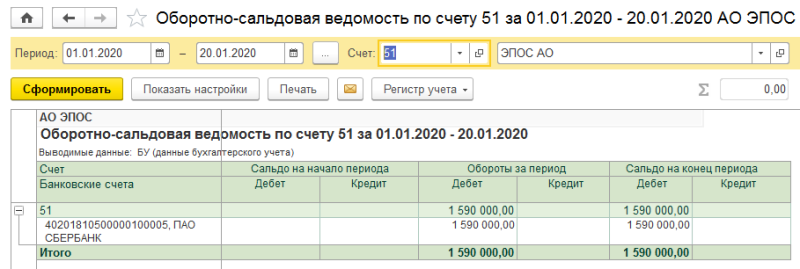 Оборотно-сальдовая ведомость по счету 51 за 01.01.2020 - 20.01.2020 АО ЭПОС
Период: 01.01.2020 – 20.01.2020 ... Счет: 51 ЭПОС АО
Сформировать Показать настройки Печать Регистр учета Σ 0,00
АО ЭПОС
Оборотно-сальдовая ведомость по счету 51 за 01.01.2020 - 20.01.2020
Выводимые данные: БУ (данные бухгалтерского учета)
Счет Сальдо на начало периода Обороты за период Сальдо на конец периода
Банковские счета Дебет Кредит Дебет Кредит Дебет Кредит
51 1 590 000,00 1 590 000,00
40201810500000100005, ПАО 1 590 000,00 1 590 000,00
СБЕРБАНК
Итого 1 590 000,00 1 590 000,00